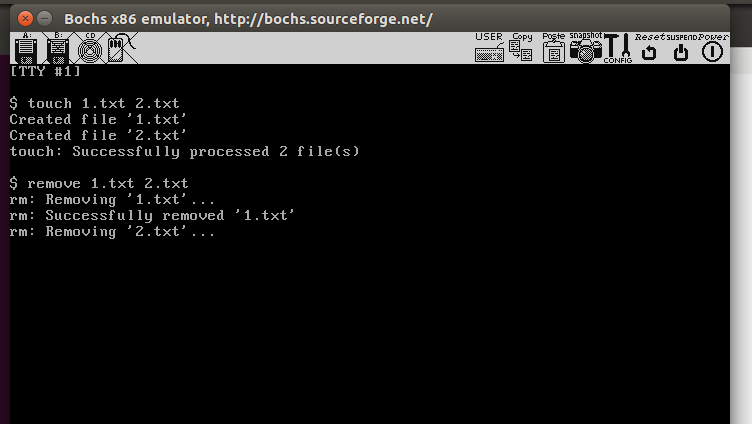 Bochs x86 emulator, http://bochs.sourceforge.net/
A: B: CD USER Copy Paste Snapshot CONFIG Reset SUSPEND Power
[TTY #1]
$ touch 1.txt 2.txt
Created file '1.txt'
Created file '2.txt'
touch: Successfully processed 2 file(s)
$ remove 1.txt 2.txt
rm: Removing '1.txt'...
rm: Successfully removed '1.txt'
rm: Removing '2.txt'...